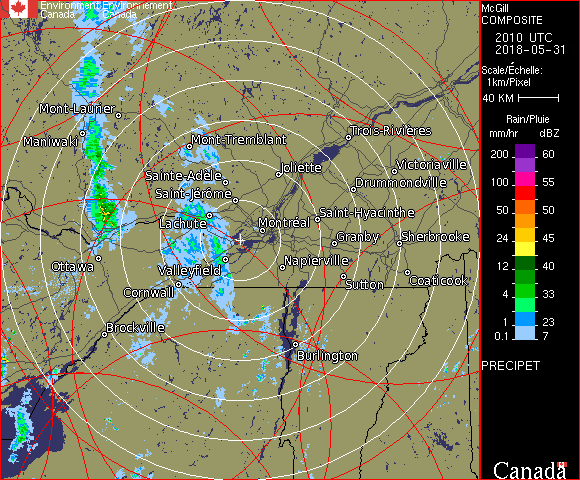 Environment Environnement
Canada Canada
McGill
COMPOSITE
2010 UTC
2018-05-31
Scale/Échelle:
1km/Pixel
40 KM
Rain/Pluie
mm/hr dBZ
200 60
100 55
50 50
24 45
12 40
4 33
1 23
0.1 7
PRECIPET
Canada
Mont-Laurier
Maniwaki
Mont-Tremblant
Trois-Rivières
Sainte-Adèle
Joliette
Victoriaville
Saint-Jérôme
Drummondville
Lachute
Montréal
Saint-Hyacinthe
Granby
Sherbrooke
Ottawa
Valleyfield
Napierville
Cornwall
Sutton
Coaticook
Brockville
Burlington